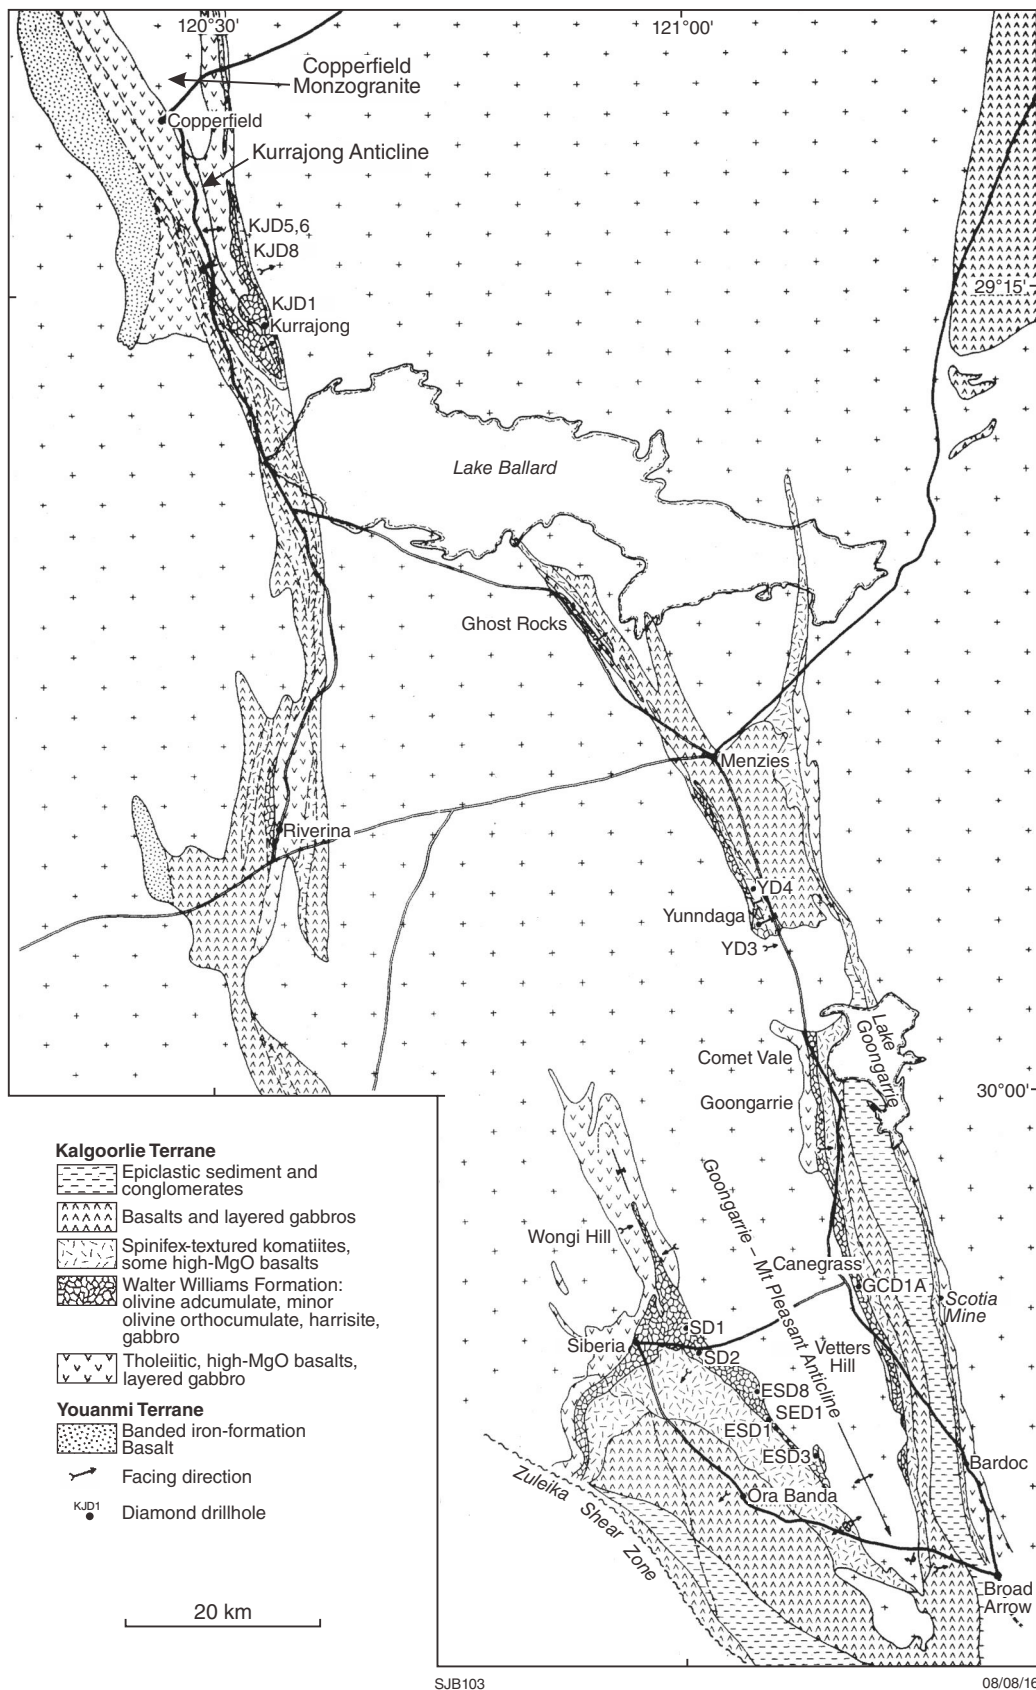 120°30'
121°00'
Copperfield
Monzogranite
Copperfield
Kurrajong Anticline
KJD5,6
KJD8
KJD1
Kurrajong
29°15'
Lake Ballard
Ghost Rocks
Menzies
Riverina
YD4
Yunndaga
YD3
Lake
Goongarrie
Comet Vale
Goongarrie
30°00'
Goongarrie – Mt Pleasant Anticline
Wongi Hill
Canegrass
GCD1A
Scotia
Mine
Siberia
SD1
SD2
Vetters
Hill
ESD8
SED1
ESD1
ESD3
Bardoc
Ora Banda
Zuleika Shear Zone
Broad
Arrow
Kalgoorlie Terrane
Epiclastic sediment and
conglomerates
Basalts and layered gabbros
Spinifex-textured komatiites,
some high-MgO basalts
Walter Williams Formation:
olivine adcumulate, minor
olivine orthocumulate, harrisite,
gabbro
Tholeiitic, high-MgO basalts,
layered gabbro
Youanmi Terrane
Banded iron-formation
Basalt
Facing direction
KJD1
Diamond drillhole
20 km
SJB103
08/08/16